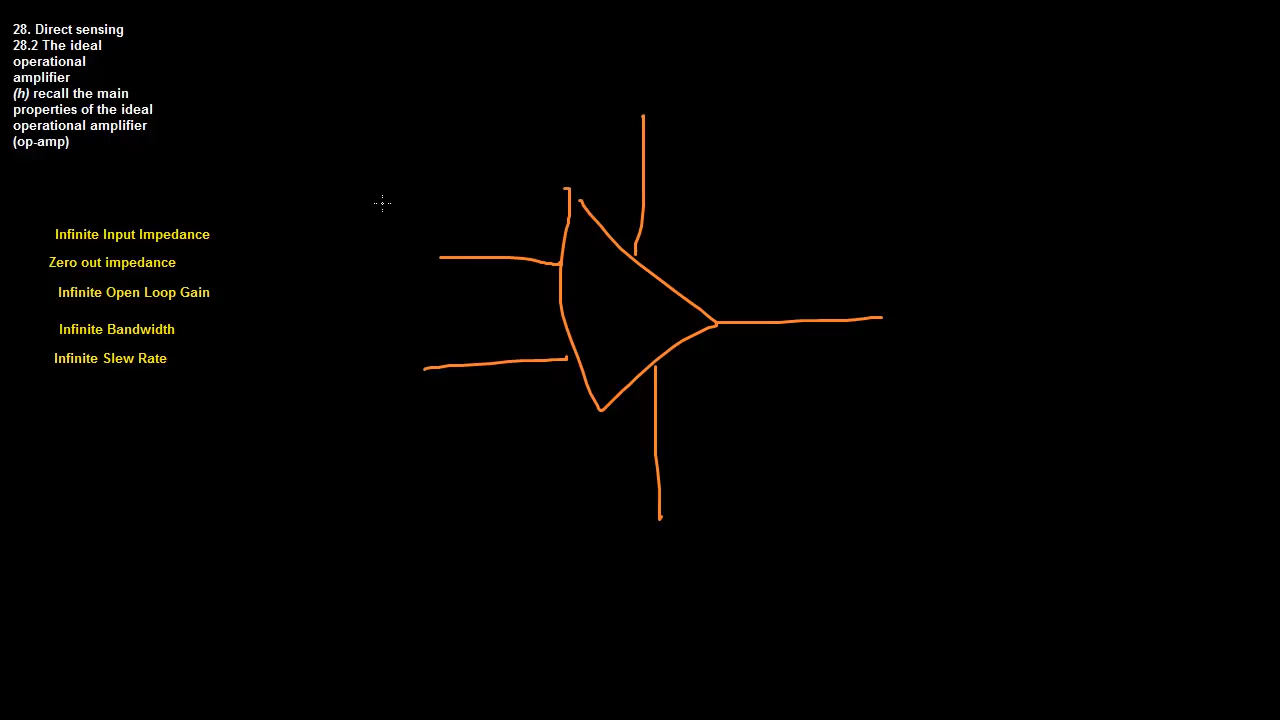 28. Direct sensing
28.2 The ideal
operational
amplifier
(h) recall the main
properties of the ideal
operational amplifier
(op-amp)
Infinite Input Impedance
Zero out impedance
Infinite Open Loop Gain
Infinite Bandwidth
Infinite Slew Rate